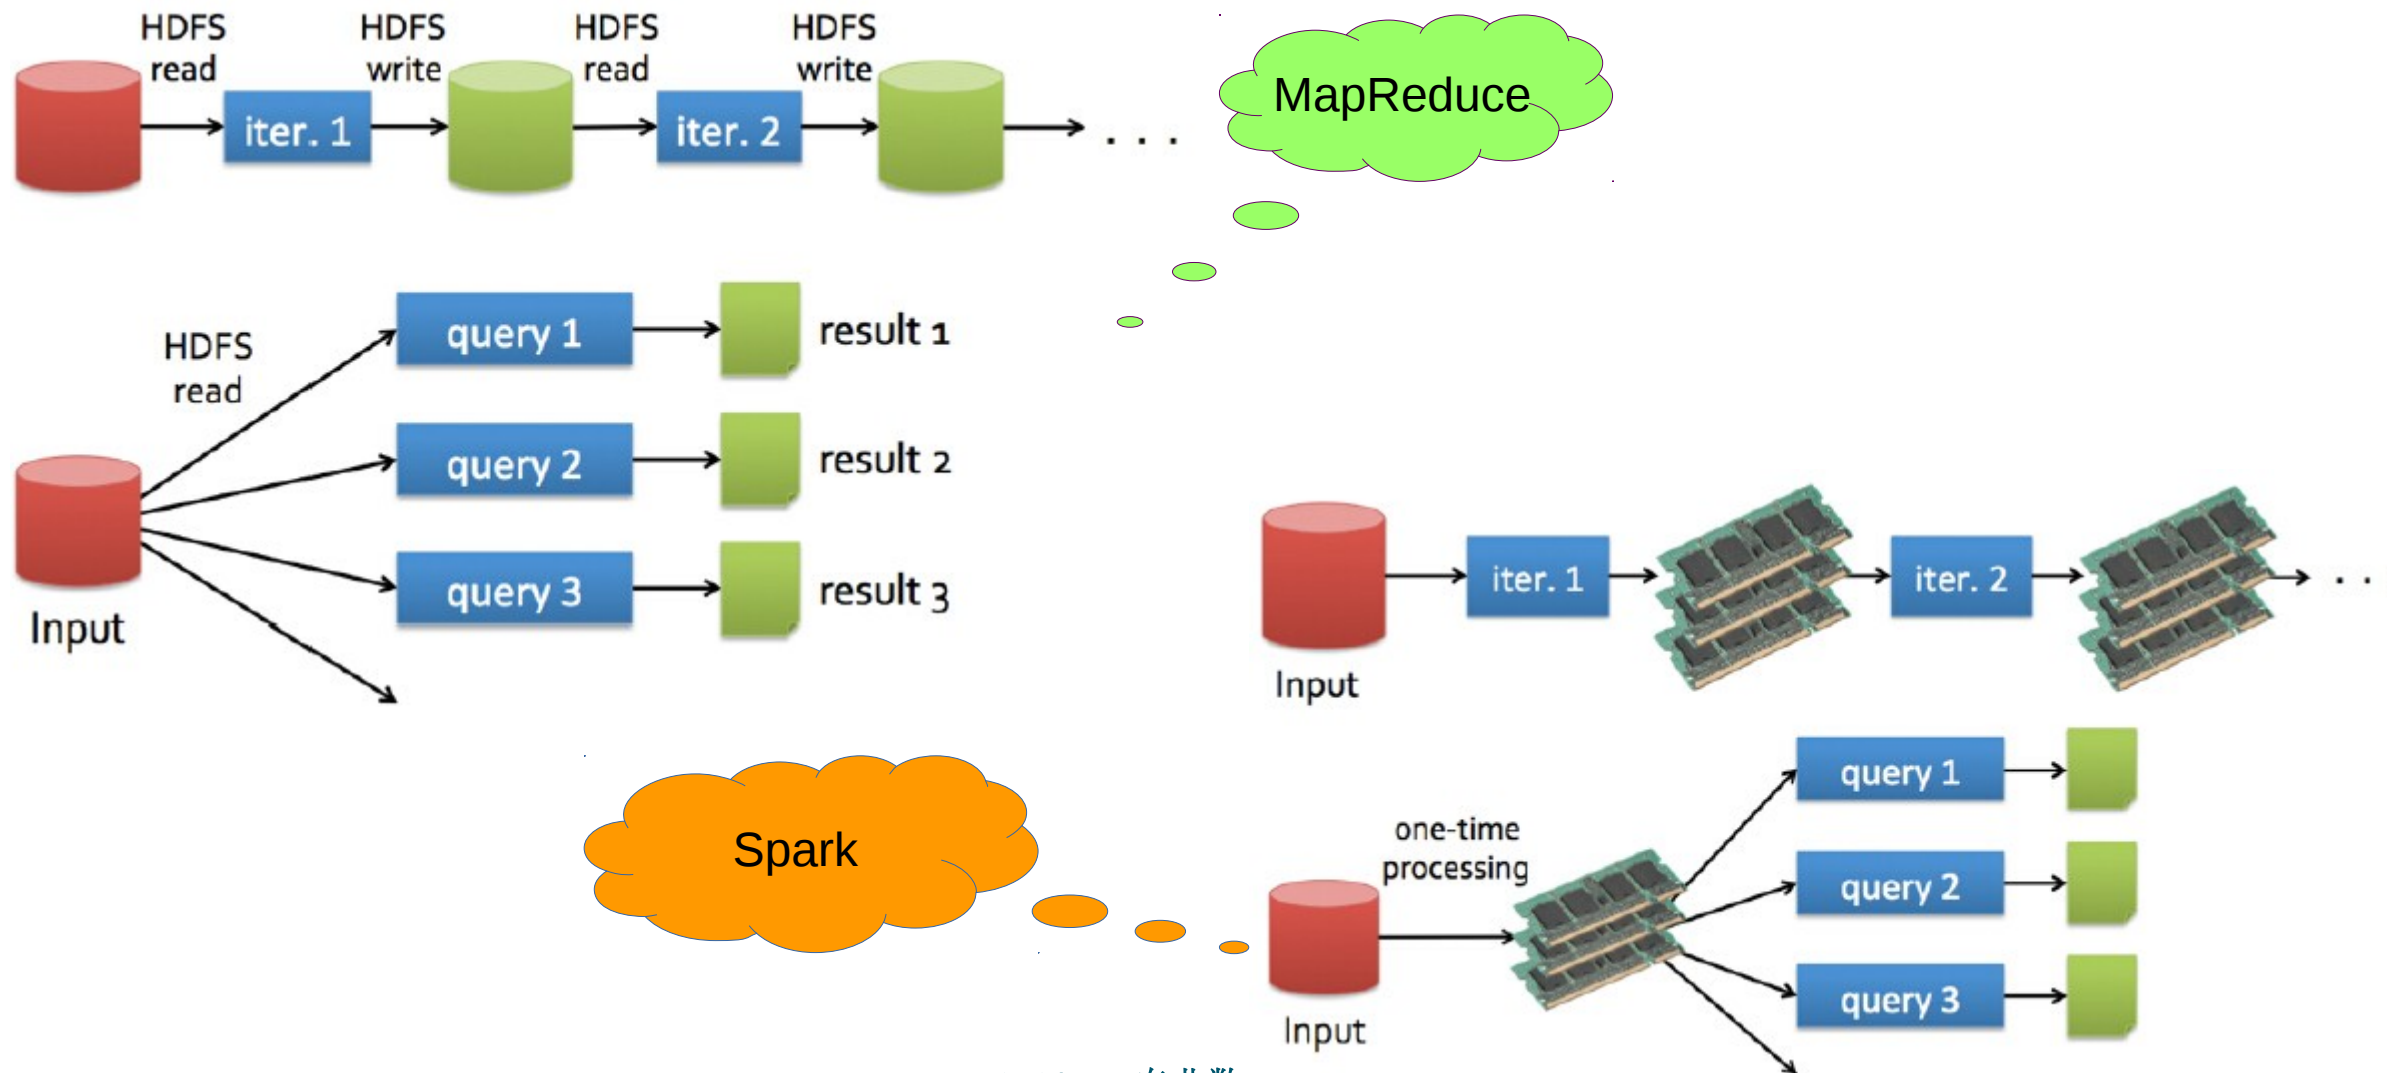 HDFS
read
HDFS
write
HDFS
read
HDFS
write
iter. 1
iter. 2
. . .
MapReduce
HDFS
read
query 1
result 1
query 2
result 2
query 3
result 3
Input
iter. 1
iter. 2
. .
Input
Spark
one-time
processing
query 1
query 2
query 3
Input